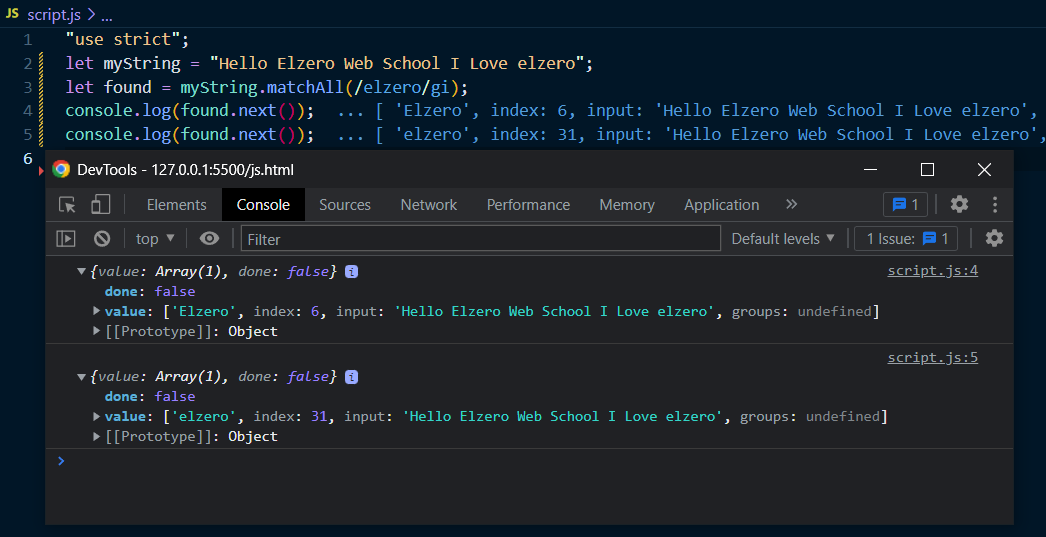 JS script.js > ...
1 "use strict";
2 let myString = "Hello Elzero Web School I Love elzero";
3 let found = myString.matchAll(/elzero/gi);
4 console.log(found.next()); ... [ 'Elzero', index: 6, input: 'Hello Elzero Web School I Love elzero',
5 console.log(found.next()); ... [ 'elzero', index: 31, input: 'Hello Elzero Web School I Love elzero',
6
DevTools - 127.0.0.1:5500/js.html
Elements Console Sources Network Performance Memory Application » 1
top ▼ Filter Default levels ▼ 1 Issue: 1
▼{value: Array(1), done: false} i script.js:4
done: false
▶value: ['Elzero', index: 6, input: 'Hello Elzero Web School I Love elzero', groups: undefined]
▶[[Prototype]]: Object
script.js:5
▼{value: Array(1), done: false} i
done: false
▶value: ['elzero', index: 31, input: 'Hello Elzero Web School I Love elzero', groups: undefined]
▶[[Prototype]]: Object
>